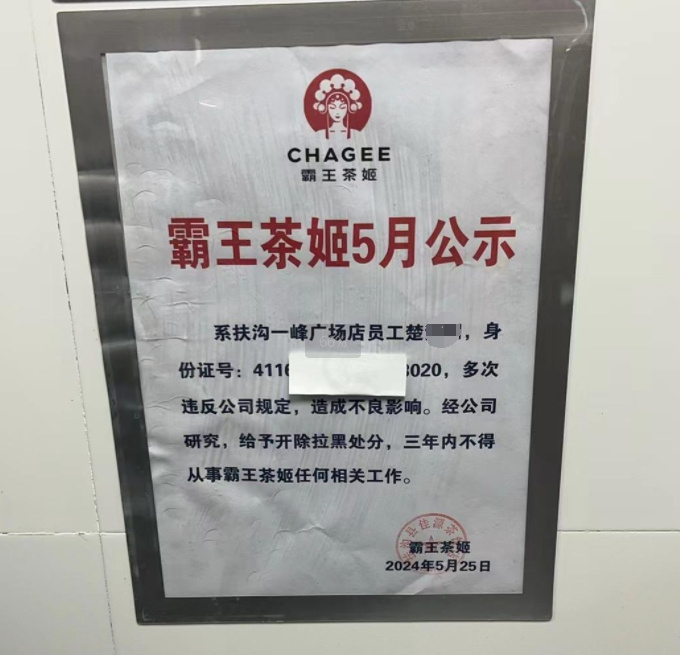 CHAGEE
霸王茶姬
霸王茶姬5月公示
系扶沟一峰广场店员工楚 ,身
份证号:4116 3020,多次
违反公司规定,造成不良影响。经公司
研究,给予开除拉黑处分,三年内不得
从事霸王茶姬任何相关工作。
霸王茶姬
2024年5月25日